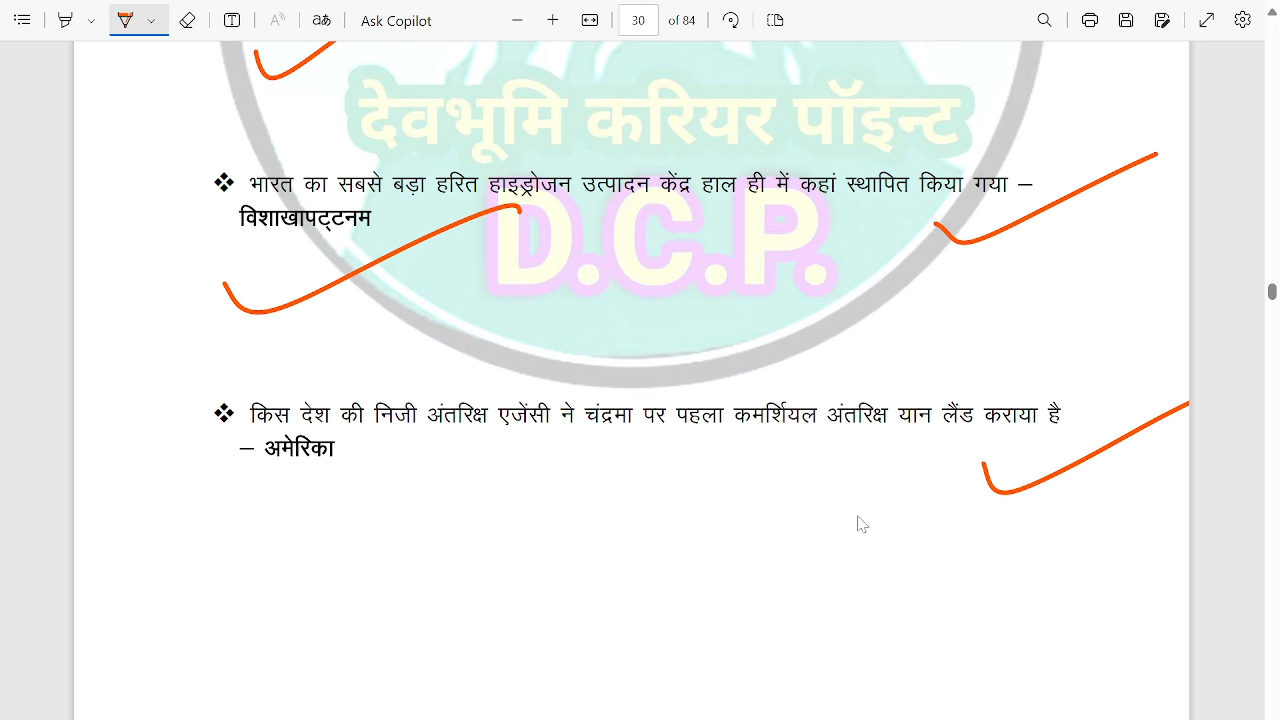 Ask Copilot
30 of 84
देवभूमि करियर पॉइन्ट
❖ भारत का सबसे बड़ा हरित हाइड्रोजन उत्पादन केंद्र हाल ही में कहां स्थापित किया गया –
विशाखापट्टनम
D.C.P.
❖ किस देश की निजी अंतरिक्ष एजेंसी ने चंद्रमा पर पहला कमर्शियल अंतरिक्ष यान लैंड कराया है
– अमेरिका